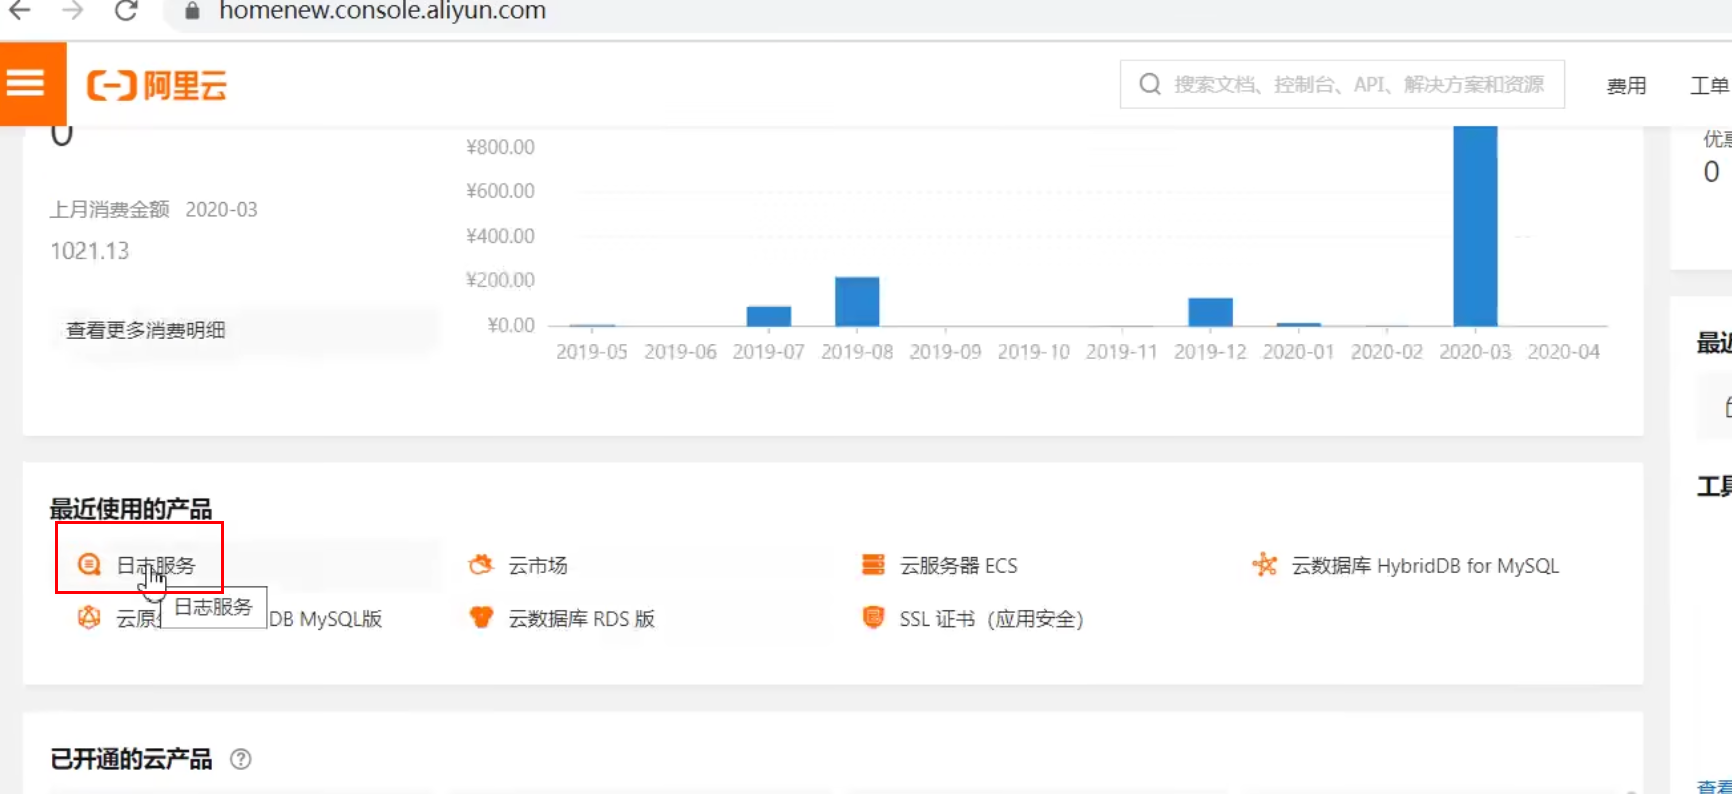 homenew.console.aliyun.com
阿里云
搜索文档、控制台、API、解决方案和资源
费用
工单
0
上月消费金额 2020-03
1021.13
查看更多消费明细
¥800.00
¥600.00
¥400.00
¥200.00
¥0.00
2019-05 2019-06 2019-07 2019-08 2019-09 2019-10 2019-11 2019-12 2020-01 2020-02 2020-03 2020-04
优惠
0
最近
工具
查看
最近使用的产品
日志服务
云市场
云服务器 ECS
云数据库 HybridDB for MySQL
日志服务
云原 DB MySQL版
云数据库 RDS 版
SSL 证书（应用安全）
已开通的云产品